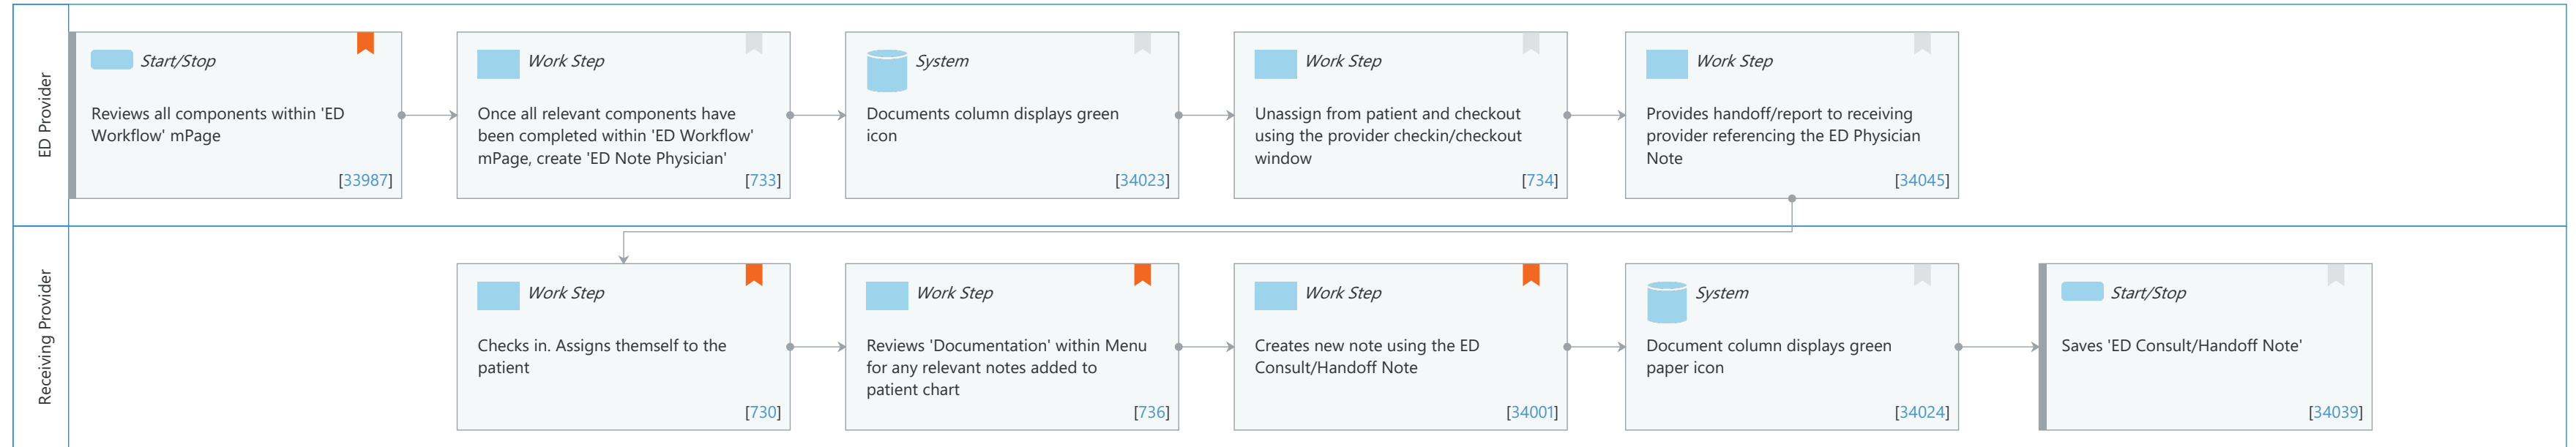 ED Provider
Start/Stop
Reviews all components within 'ED
Workflow' mPage
[33987]
Work Step
Once all relevant components have
been completed within 'ED Workflow'
mPage, create 'ED Note Physician'
[733]
System
Documents column displays green
icon
[34023]
Work Step
Unassign from patient and checkout
using the provider checkin/checkout
window
[734]
Work Step
Provides handoff/report to receiving
provider referencing the ED Physician
Note
[34045]
Receiving Provider
Work Step
Checks in. Assigns themself to the
patient
[730]
Work Step
Reviews 'Documentation' within Menu
for any relevant notes added to
patient chart
[736]
Work Step
Creates new note using the ED
Consult/Handoff Note
[34001]
System
Document column displays green
paper icon
[34024]
Start/Stop
Saves 'ED Consult/Handoff Note'
[34039]